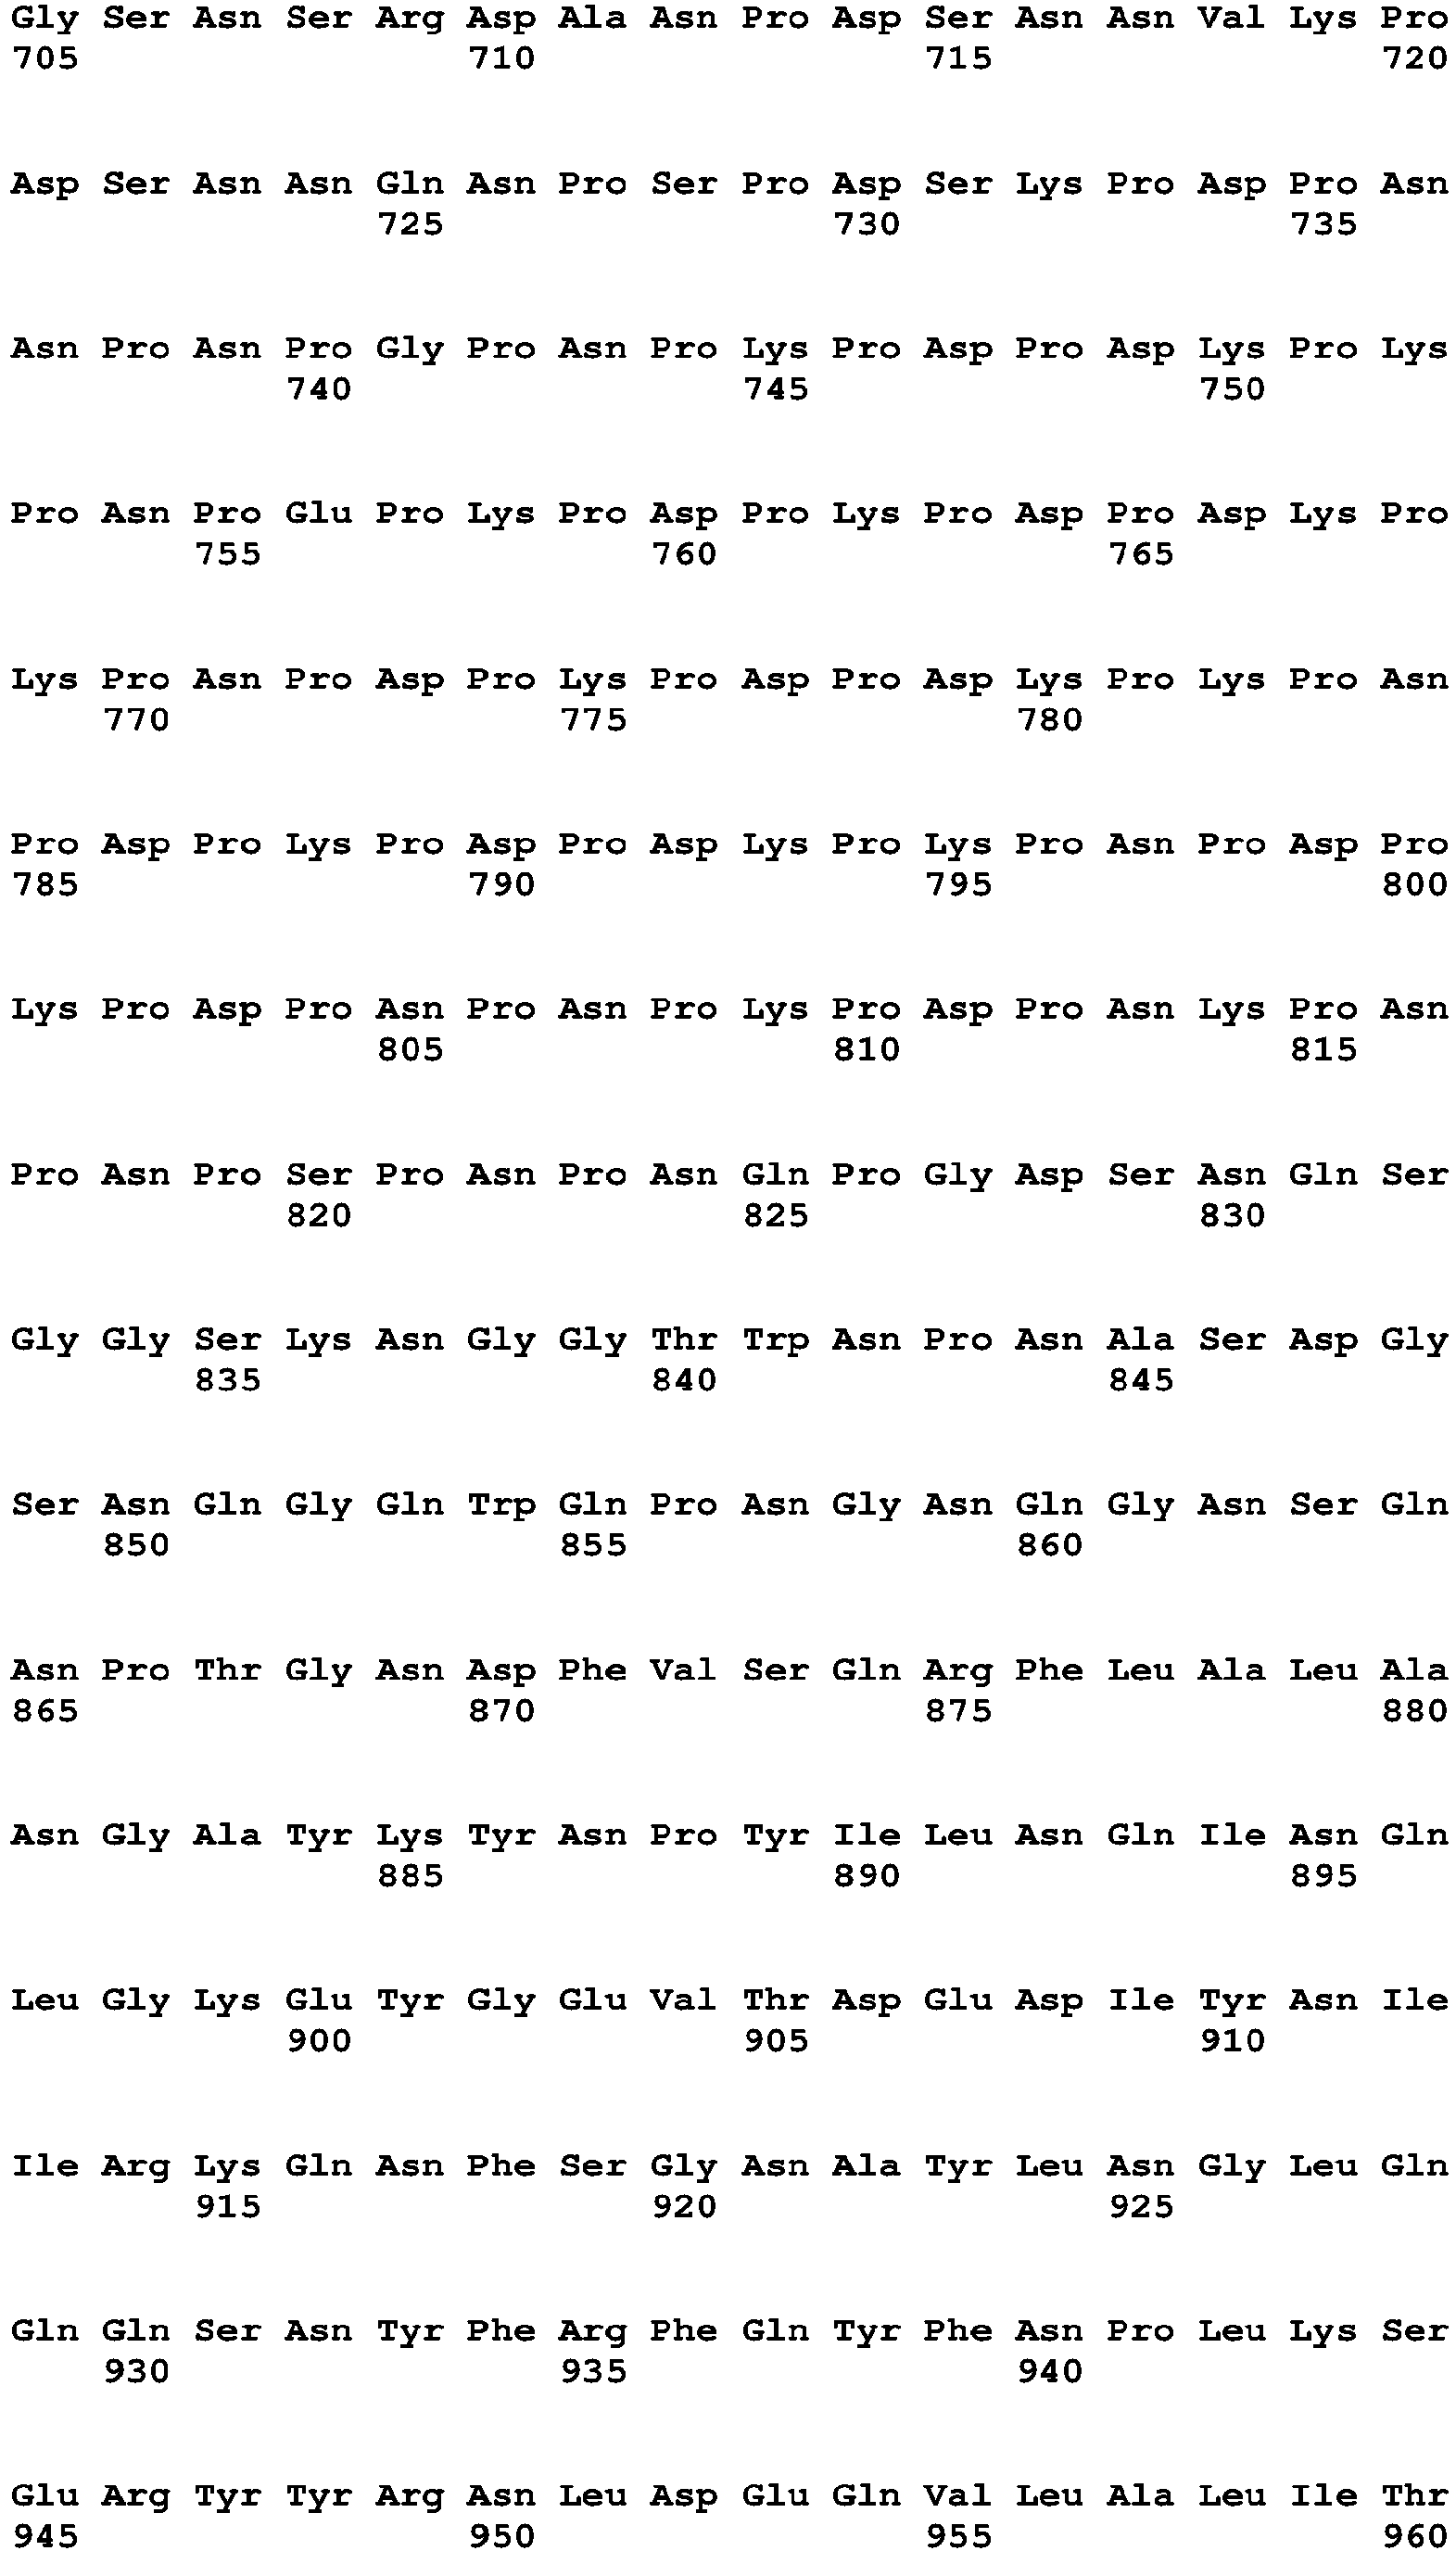 Gly Ser Asn Ser Arg Asp Ala Asn Pro Asp Ser Asn Asn Val Lys Pro
705 710 715 720
Asp Ser Asn Asn Gln Asn Pro Ser Pro Asp Ser Lys Pro Asp Pro Asn
725 730 735
Asn Pro Asn Pro Gly Pro Asn Pro Lys Pro Asp Pro Asp Lys Pro Lys
740 745 750
Pro Asn Pro Glu Pro Lys Pro Asp Pro Lys Pro Asp Pro Asp Lys Pro
755 760 765
Lys Pro Asn Pro Asp Pro Lys Pro Asp Pro Asp Lys Pro Lys Pro Asn
770 775 780
Pro Asp Pro Lys Pro Asp Pro Asp Lys Pro Lys Pro Asn Pro Asp Pro
785 790 795 800
Lys Pro Asp Pro Asn Pro Asn Pro Lys Pro Asp Pro Asn Lys Pro Asn
805 810 815
Pro Asn Pro Ser Pro Asn Pro Asn Gln Pro Gly Asp Ser Asn Gln Ser
820 825 830
Gly Gly Ser Lys Asn Gly Gly Thr Trp Asn Pro Asn Ala Ser Asp Gly
835 840 845
Ser Asn Gln Gly Gln Trp Gln Pro Asn Gly Asn Gln Gly Asn Ser Gln
850 855 860
Asn Pro Thr Gly Asn Asp Phe Val Ser Gln Arg Phe Leu Ala Leu Ala
865 870 875 880
Asn Gly Ala Tyr Lys Tyr Asn Pro Tyr Ile Leu Asn Gln Ile Asn Gln
885 890 895
Leu Gly Lys Glu Tyr Gly Glu Val Thr Asp Glu Asp Ile Tyr Asn Ile
900 905 910
Ile Arg Lys Gln Asn Phe Ser Gly Asn Ala Tyr Leu Asn Gly Leu Gln
915 920 925
Gln Gln Ser Asn Tyr Phe Arg Phe Gln Tyr Phe Asn Pro Leu Lys Ser
930 935 940
Glu Arg Tyr Tyr Arg Asn Leu Asp Glu Gln Val Leu Ala Leu Ile Thr
945 950 955 960